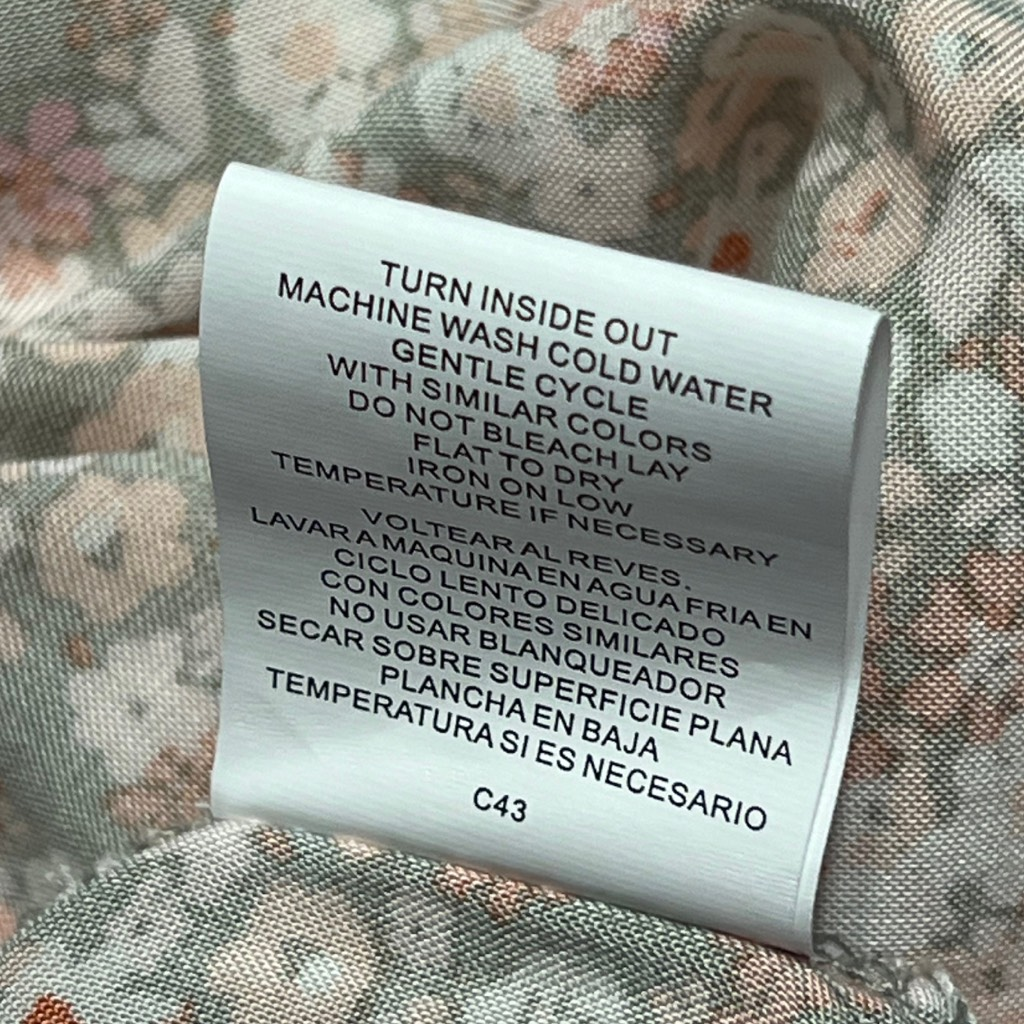 TURN INSIDE OUT
MACHINE WASH COLD WATER
GENTLE CYCLE
WITH SIMILAR COLORS
DO NOT BLEACH LAY
FLAT TO DRY
IRON ON LOW
TEMPERATURE IF NECESSARY
VOLTEAR AL REVES.
LAVAR A MAQUINA EN AGUA FRIA EN
CICLO LENTO DELICADO
CON COLORES SIMILARES
NO USAR BLANQUEADOR
SECAR SOBRE SUPERFICIE PLANA
PLANCHA EN BAJA
TEMPERATURA SI ES NECESARIO
C43